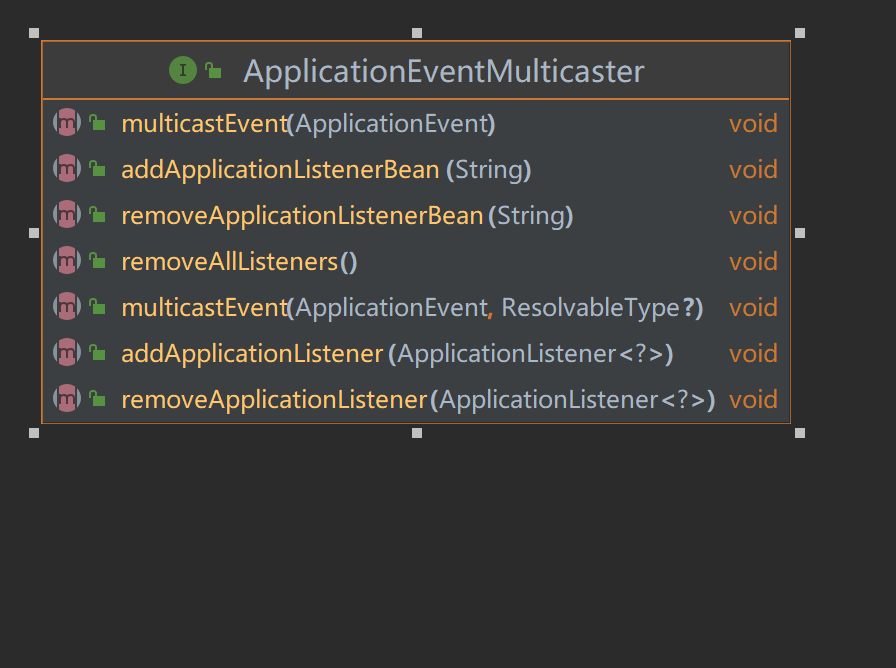 I ApplicationEventMulticaster
m multicastEvent(ApplicationEvent) void
m addApplicationListenerBean (String) void
m removeApplicationListenerBean (String) void
m removeAllListeners() void
m multicastEvent(ApplicationEvent, ResolvableType?) void
m addApplicationListener (ApplicationListener<?>) void
m removeApplicationListener (ApplicationListener<?>) void